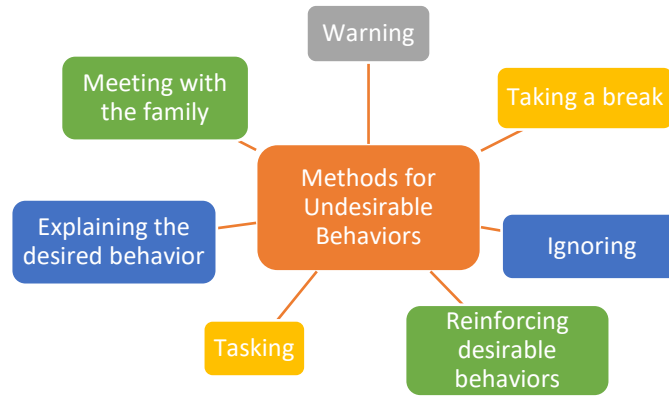 Warning
Meeting with
the family
Taking a break
Methods for
Undesirable
Behaviors
Explaining the
desired behavior
Ignoring
Tasking
Reinforcing
desirable
behaviors